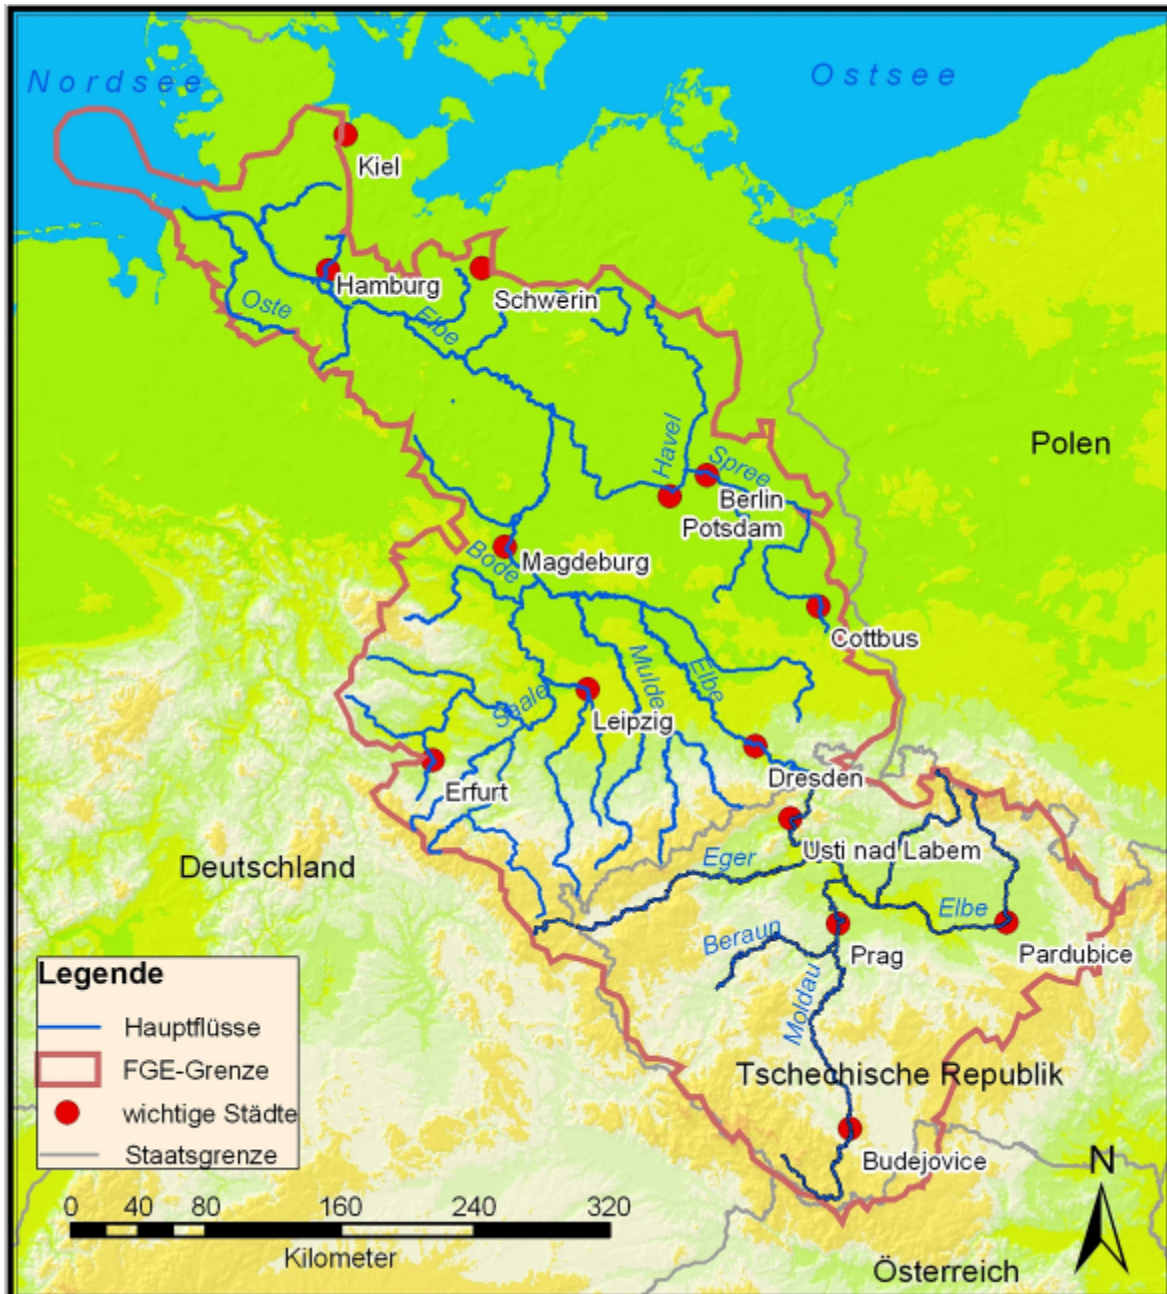 Nordsee
Ostsee
Kiel
Hamburg
Schwerin
Oste
Elbe
Polen
Havel
Spree
Berlin
Potsdam
Magdeburg
Bode
Cottbus
Mulde
Elbe
Saale
Leipzig
Dresden
Erfurt
Usti nad Labem
Eger
Deutschland
Elbe
Beraun
Prag
Pardubice
Moldau
Tschechische Republik
Budejovice
Österreich
Legende
Hauptflüsse
FGE-Grenze
wichtige Städte
Staatsgrenze
0 40 80 160 240 320
Kilometer
N